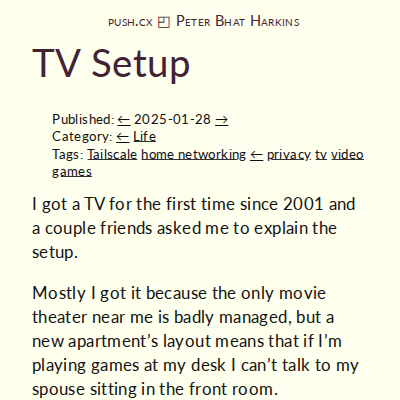 push.cx ◰ Peter Bhat Harkins
TV Setup
Published: ← 2025-01-28 →
Category: ← Life
Tags: Tailscale home networking ← privacy tv video
games
I got a TV for the first time since 2001 and
a couple friends asked me to explain the
setup.
Mostly I got it because the only movie
theater near me is badly managed, but a
new apartment’s layout means that if I’m
playing games at my desk I can’t talk to my
spouse sitting in the front room.